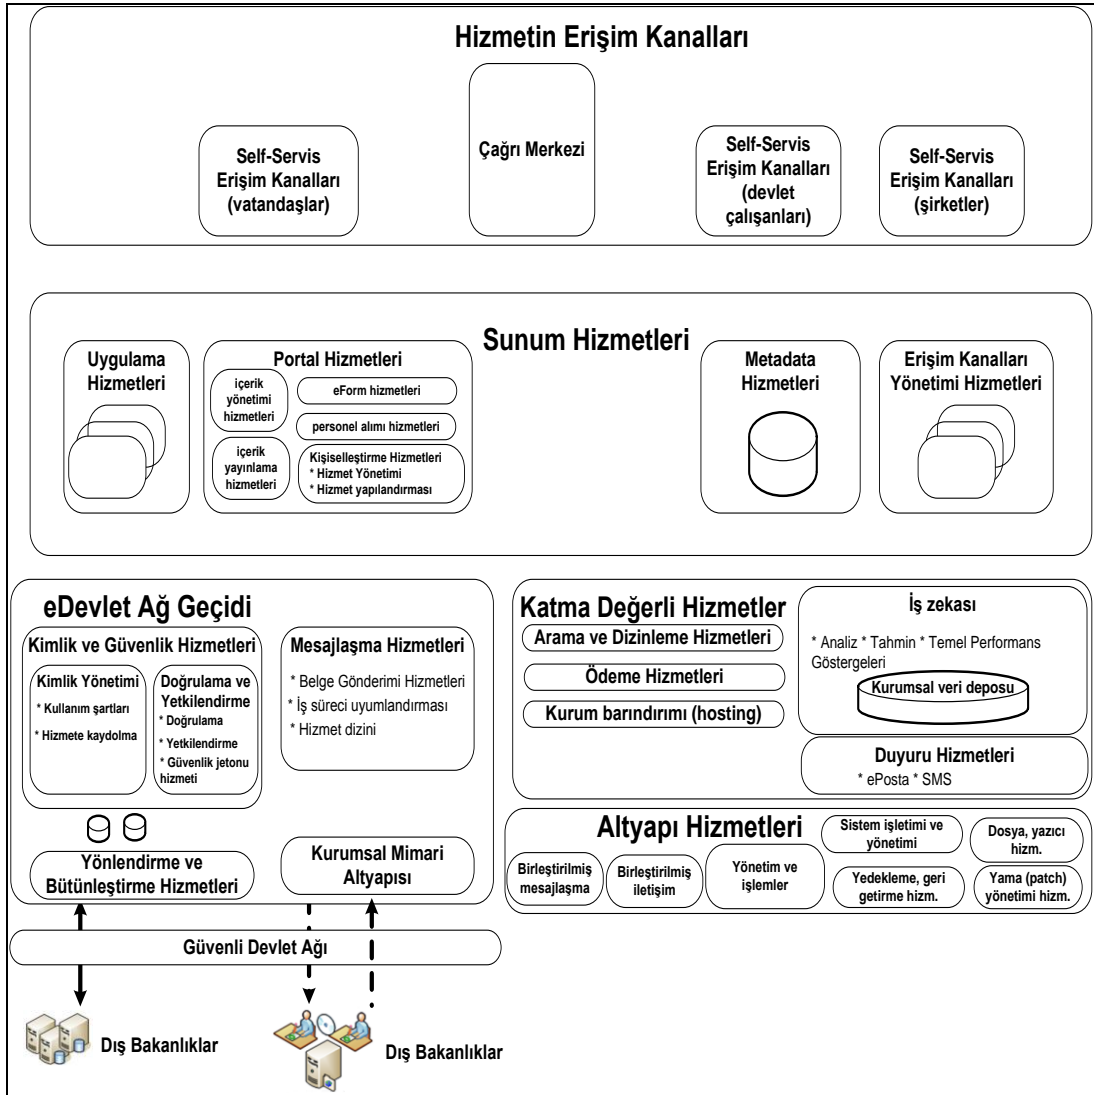 Hizmetin Erişim Kanalları
Self-Servis
Erişim Kanalları
(vatandaşlar)
Çağrı Merkezi
Self-Servis
Erişim Kanalları
(devlet
çalışanları)
Self-Servis
Erişim Kanalları
(şirketler)
Sunum Hizmetleri
Uygulama
Hizmetleri
Portal Hizmetleri
içerik
yönetimi
hizmetleri
eForm hizmetleri
personel alımı hizmetleri
içerik
yayınlama
hizmetleri
Kişiselleştirme Hizmetleri
* Hizmet Yönetimi
* Hizmet yapılandırması
Metadata
Hizmetleri
Erişim Kanalları
Yönetimi Hizmetleri
eDevlet Ağ Geçidi
Kimlik ve Güvenlik Hizmetleri
Kimlik Yönetimi
* Kullanım şartları
* Hizmete kaydolma
Doğrulama ve
Yetkilendirme
* Doğrulama
* Yetkilendirme
* Güvenlik jetonu
hizmeti
Mesajlaşma Hizmetleri
* Belge Gönderimi Hizmetleri
* İş süreci uyumlandırması
* Hizmet dizini
Yönlendirme ve
Bütünleştirme Hizmetleri
Kurumsal Mimari
Altyapısı
Katma Değerli Hizmetler
Arama ve Dizinleme Hizmetleri
Ödeme Hizmetleri
Kurum barındırımı (hosting)
İş zekası
* Analiz * Tahmin * Temel Performans
Göstergeleri
Kurumsal veri deposu
Duyuru Hizmetleri
* ePosta * SMS
Altyapı Hizmetleri
Birleştirilmiş
mesajlaşma
Birleştirilmiş
iletişim
Yönetim ve
işlemler
Sistem işletimi ve
yönetimi
Dosya, yazıcı
hizm.
Yedekleme, geri
getirme hizm.
Yama (patch)
yönetimi hizm.
Güvenli Devlet Ağı
Dış Bakanlıklar
Dış Bakanlıklar